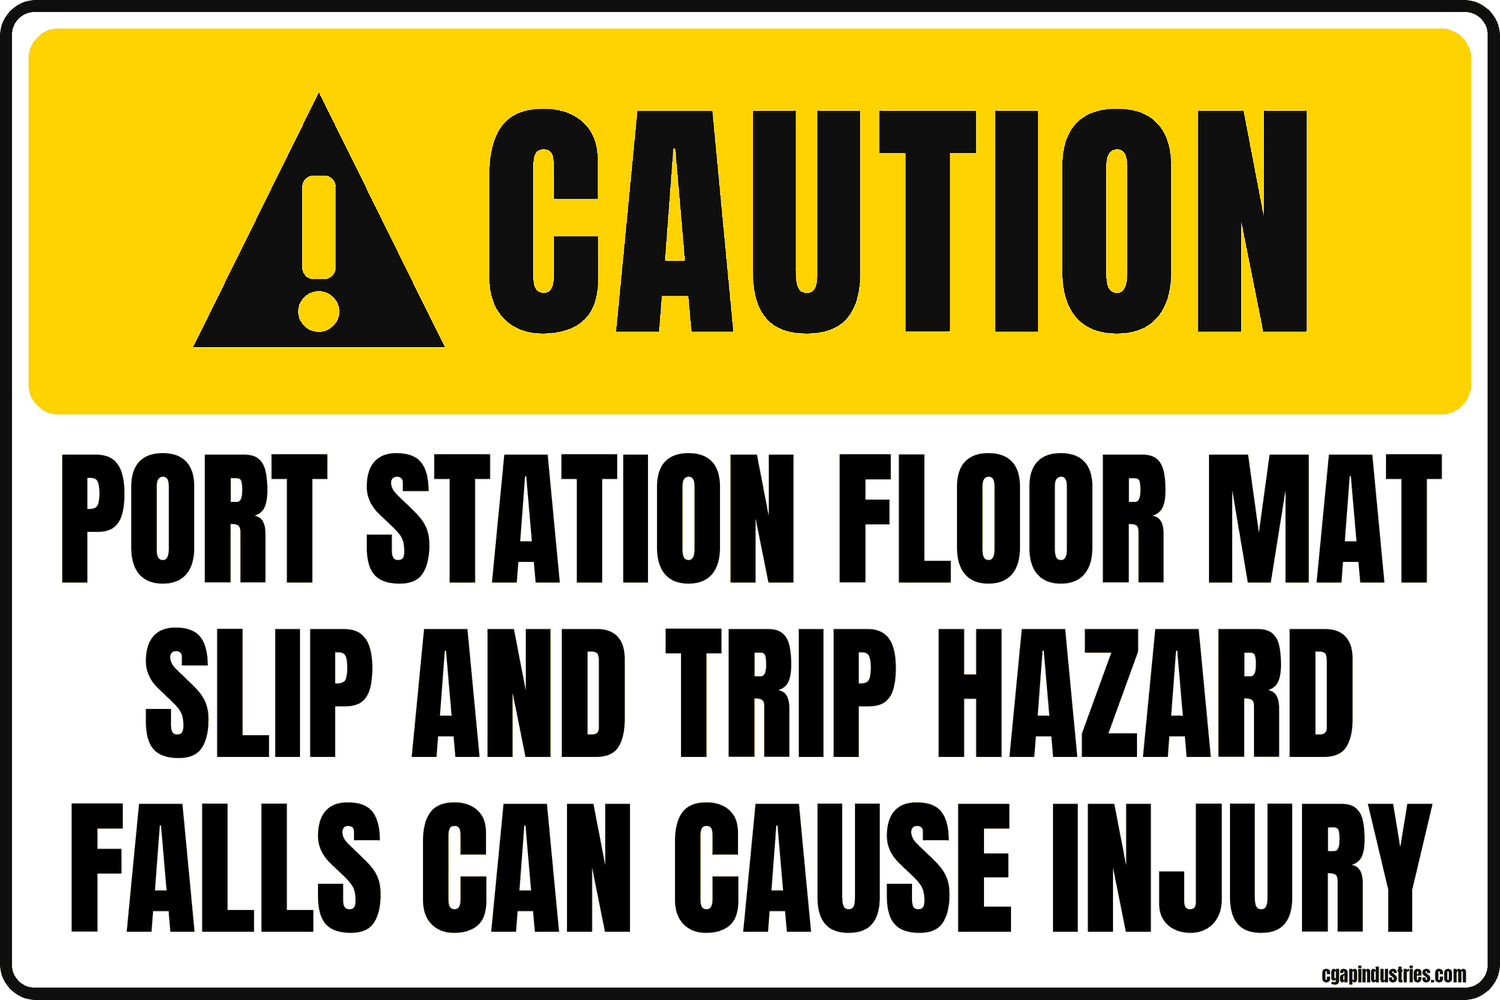 CAUTION
PORT STATION FLOOR MAT
SLIP AND TRIP HAZARD
FALLS CAN CAUSE INJURY
cgapindustries.com